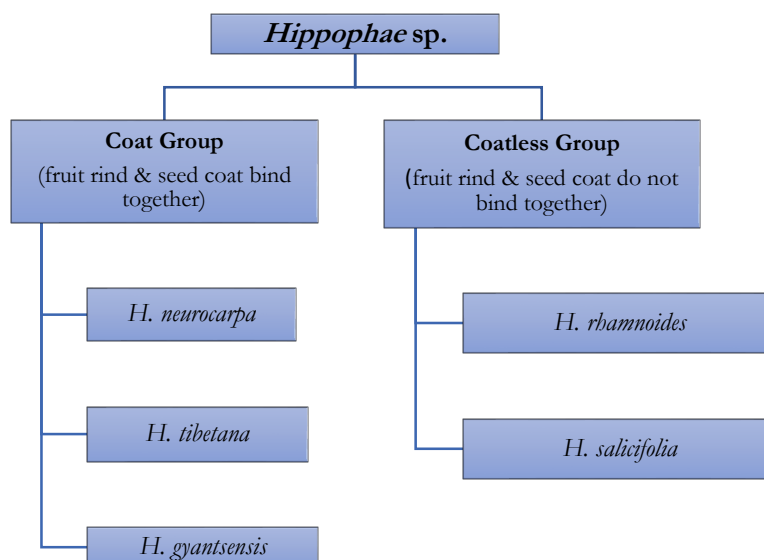 Hippophae sp.
Coat Group
(fruit rind & seed coat bind
together)
Coatless Group
(fruit rind & seed coat do not
bind together)
H. neurocarpa
H. tibetana
H. gyantsensis
H. rhamnoides
H. salicifolia